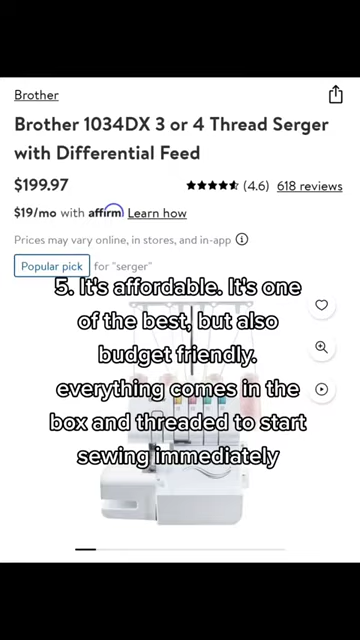 Brother
Brother 1034DX 3 or 4 Thread Serger
with Differential Feed
$199.97
(4.6) 618 reviews
$19/mo with affirm Learn how
Prices may vary online, in stores, and in-app
Popular pick for "serger"
5. It's affordable. It's one
of the best, but also
budget friendly.
everything comes in the
box and threaded to start
sewing immediately